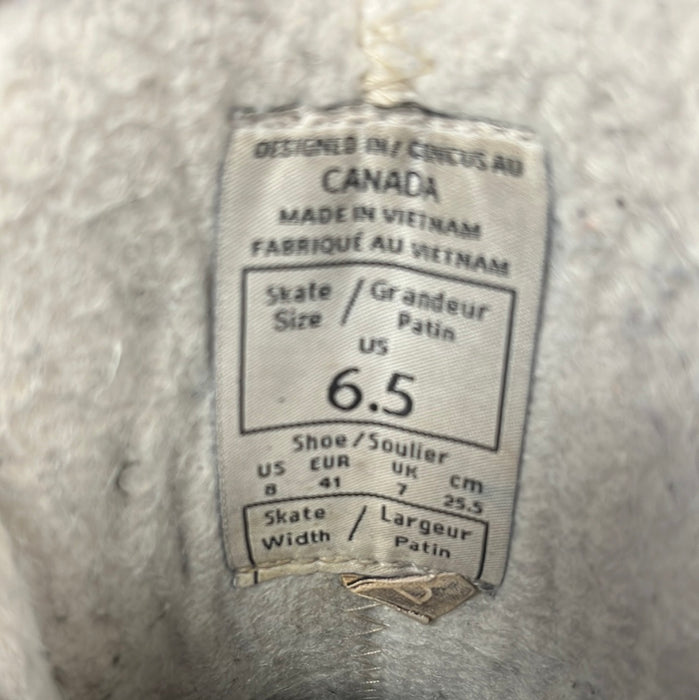 DESIGNED IN / CONÇUS AU
CANADA
MADE IN VIETNAM
FABRIQUÉ AU VIETNAM
Skate Size / Grandeur Patin
US
6.5
Shoe / Soulier
US EUR UK cm
8 41 7 25.5
Skate Width / Largeur Patin